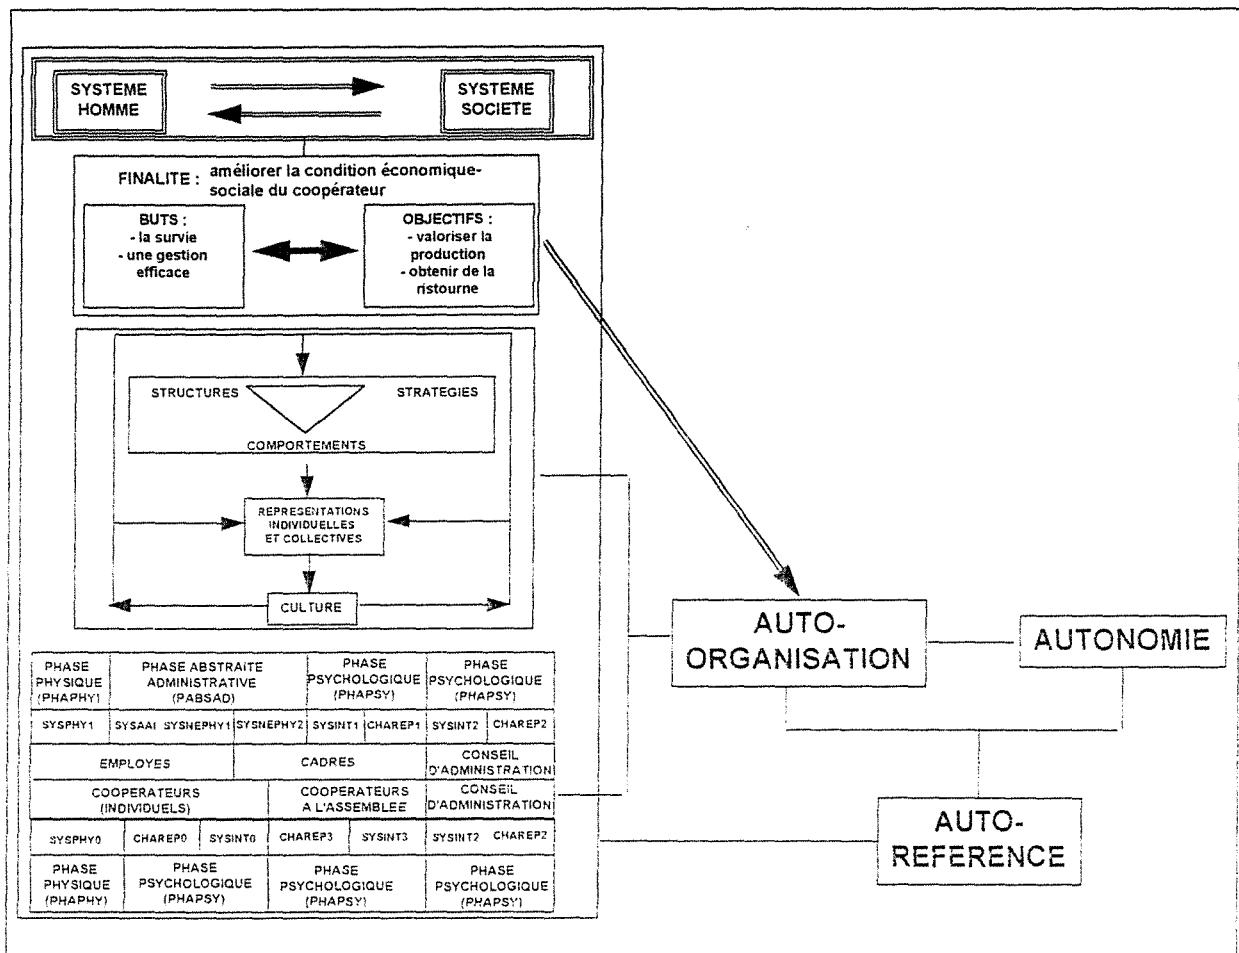 SYSTEME
HOMME
SYSTEME
SOCIETE
FINALITE : améliorer la condition économique-
sociale du coopérateur
BUTS :
- la survie
- une gestion
efficace
OBJECTIFS :
- valoriser la
production
- obtenir de la
ristourne
STRUCTURES STRATEGIES
COMPORTEMENTS
REPRESENTATIONS
INDIVIDUELLES
ET COLLECTIVES
CULTURE
AUTO-
ORGANISATION
AUTONOMIE
AUTO-
REFERENCE
PHASE
PHYSIQUE
(PHAPHY)
PHASE ABSTRAITE
ADMINISTRATIVE
(PABSAD)
PHASE
PSYCHOLOGIQUE
(PHAPSY)
PHASE
PSYCHOLOGIQUE
(PHAPSY)
SYSPHY1 SYSAAI SYSNEPHY1 SYSNEPHY2 SYSINT1 CHAREP1 SYSINT2 CHAREP2
EMPLOYES CADRES
CONSEIL
D'ADMINISTRATION
COOPERATEURS
(INDIVIDUELS)
COOPERATEURS
A L'ASSEMBLEE
CONSEIL
D'ADMINISTRATION
SYSPHY0 CHAREP0 SYSINT0 CHAREP3 SYSINT3 SYSINT2 CHAREP2
PHASE
PHYSIQUE
(PHAPHY)
PHASE
PSYCHOLOGIQUE
(PHAPSY)
PHASE
PSYCHOLOGIQUE
(PHAPSY)
PHASE
PSYCHOLOGIQUE
(PHAPSY)